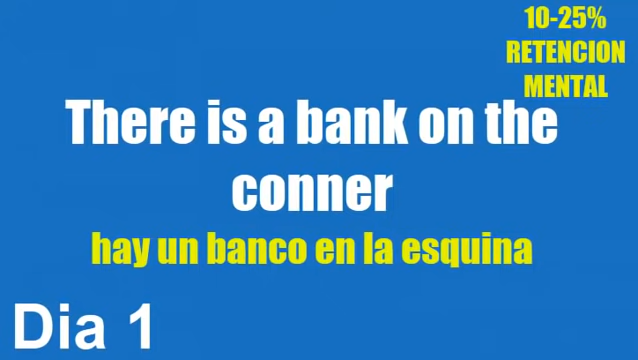 10-25%
RETENCION
MENTAL
There is a bank on the
conner
hay un banco en la esquina
Dia 1